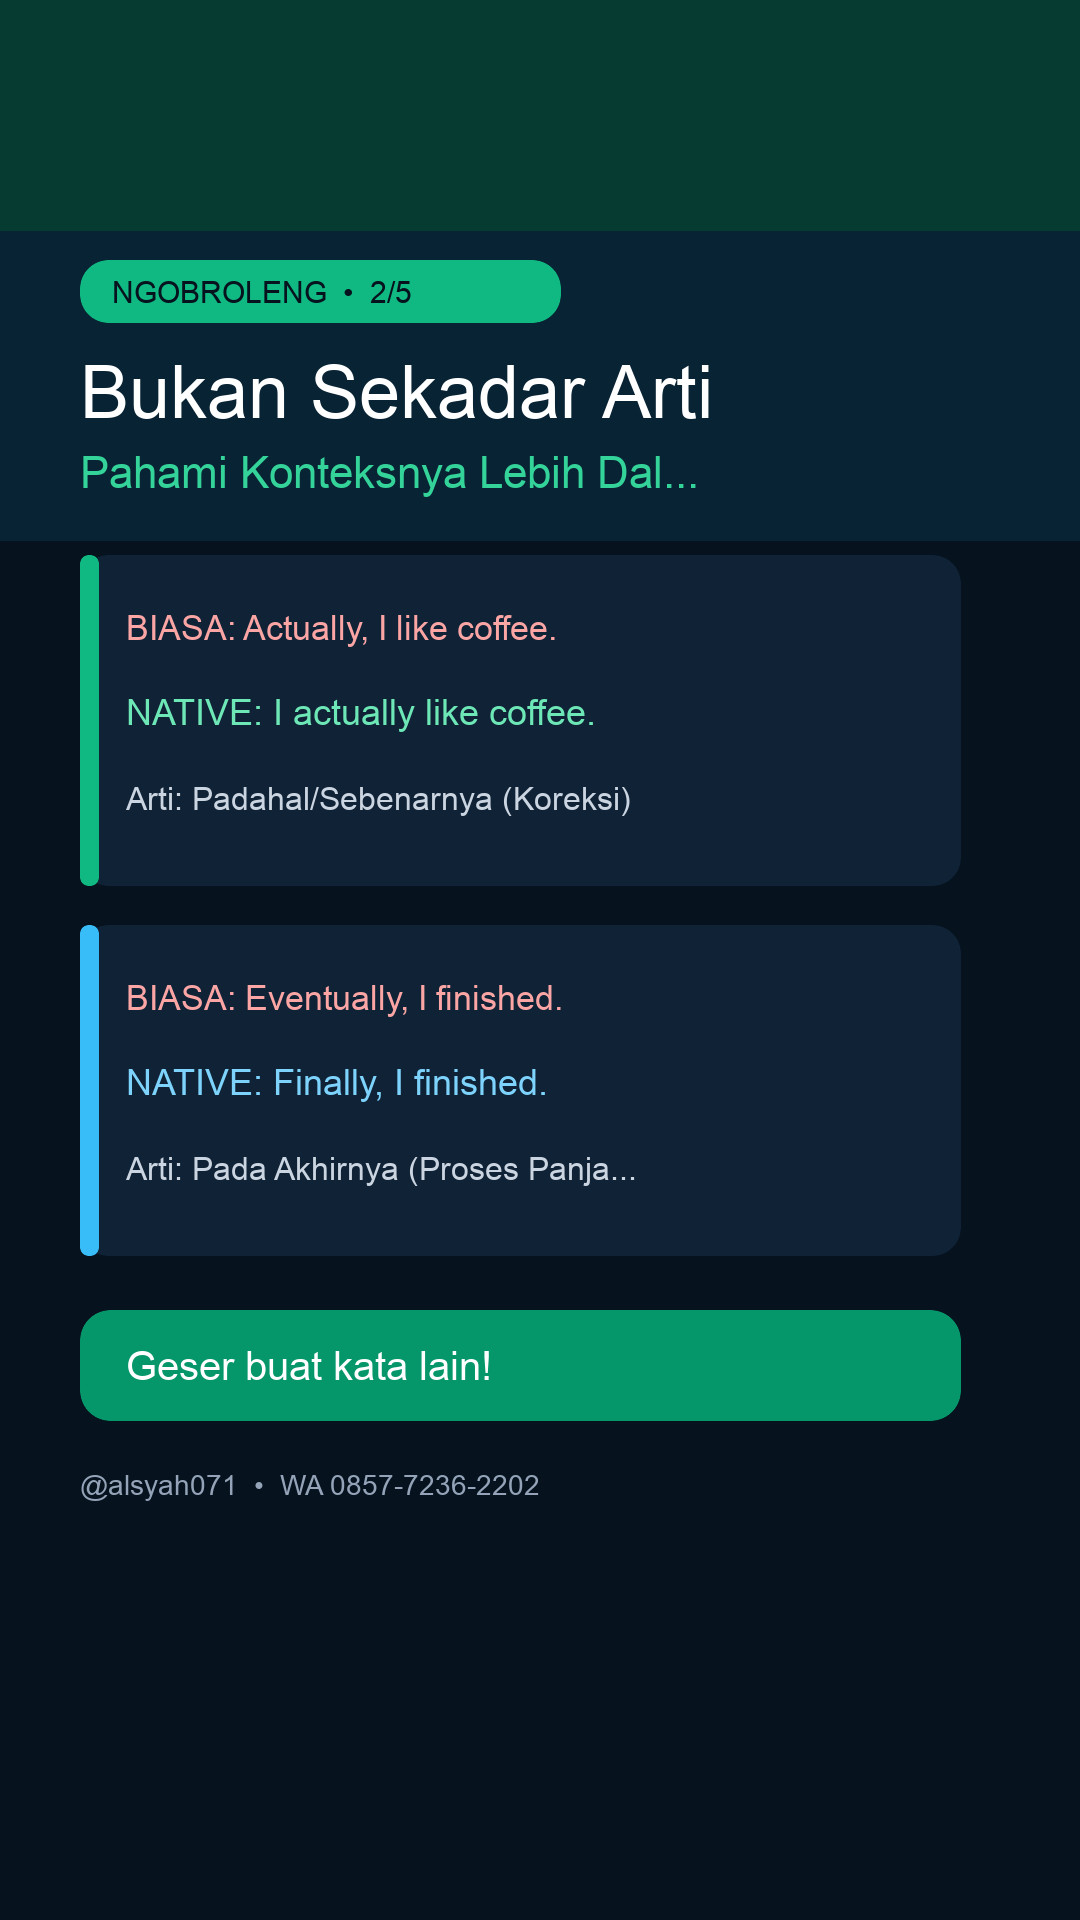 NGOBROLENG • 2/5
Bukan Sekadar Arti
Pahami Konteksnya Lebih Dal...
BIASA: Actually, I like coffee.
NATIVE: I actually like coffee.
Arti: Padahal/Sebenarnya (Koreksi)
BIASA: Eventually, I finished.
NATIVE: Finally, I finished.
Arti: Pada Akhirnya (Proses Panja...
Geser buat kata lain!
@alsyah071 • WA 0857-7236-2202